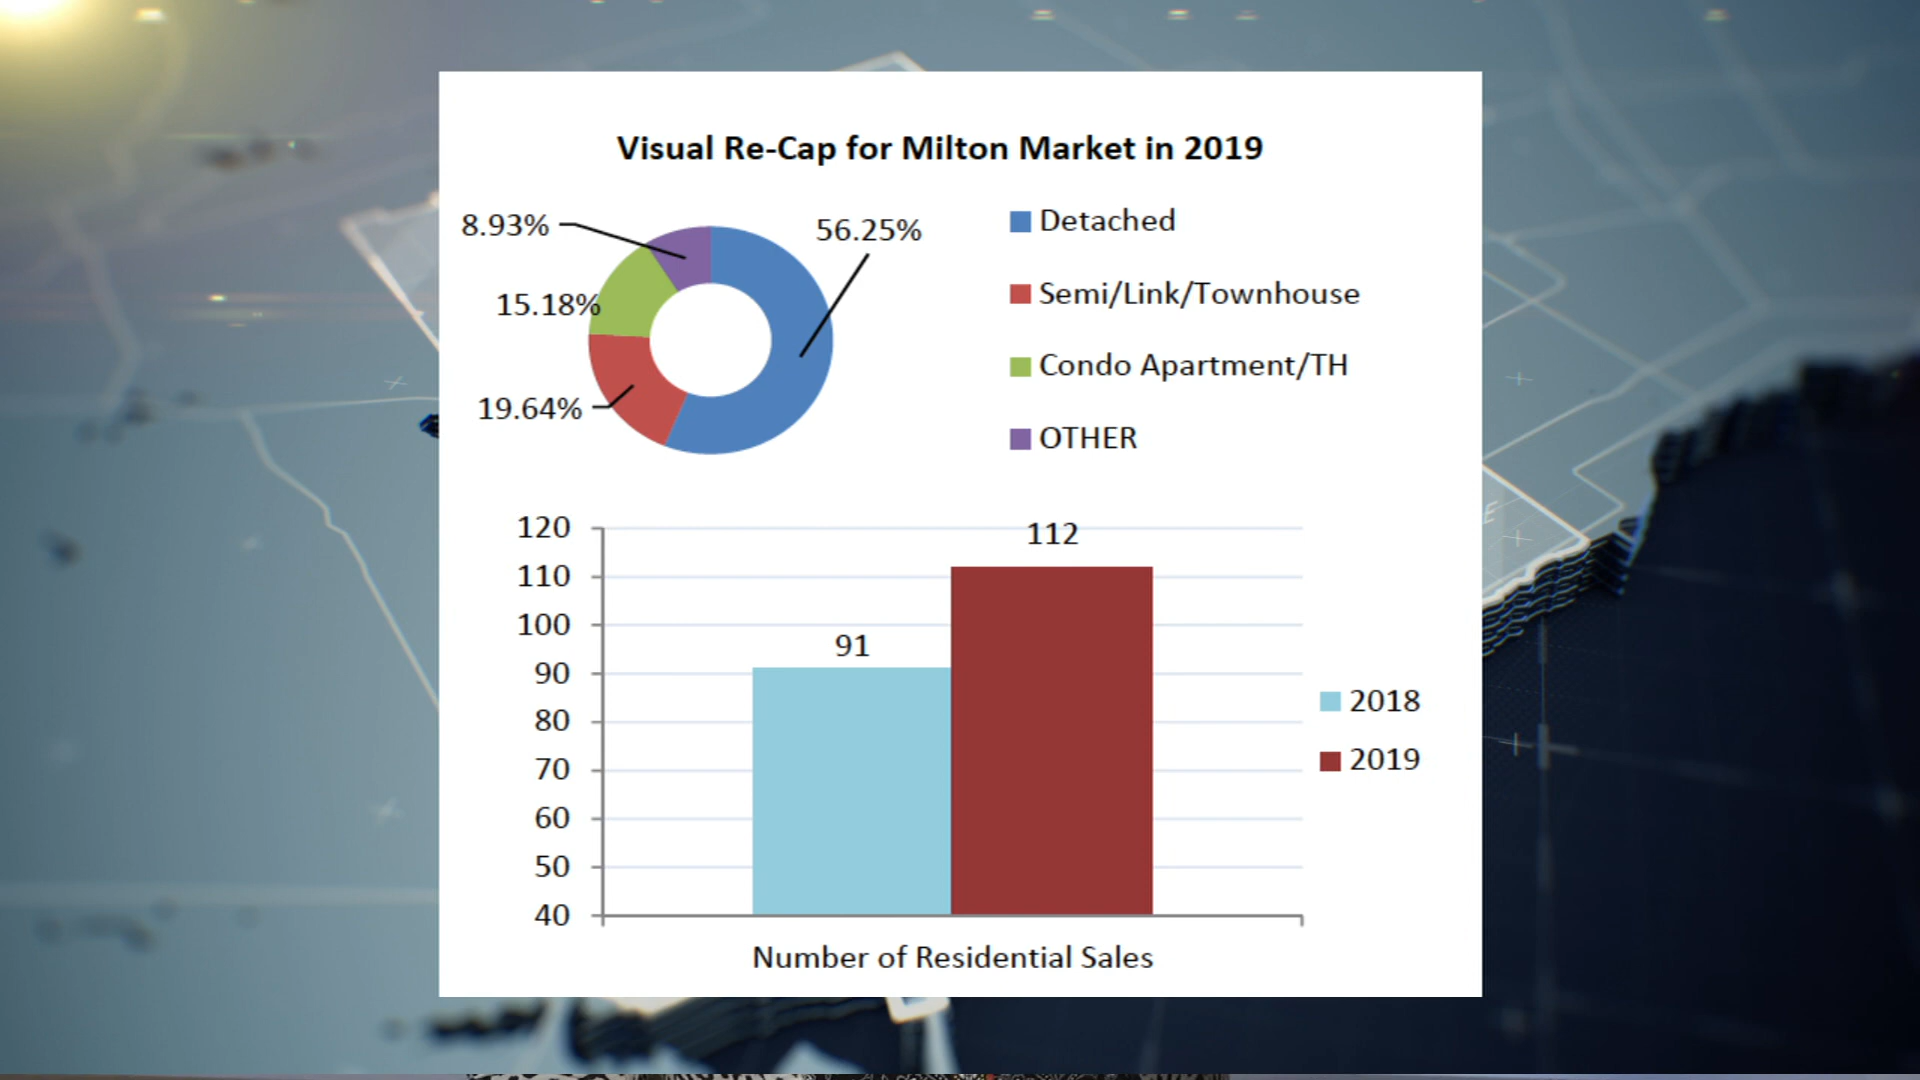 Visual Re-Cap for Milton Market in 2019
8.93%
56.25%
15.18%
19.64%
Detached
Semi/Link/Townhouse
Condo Apartment/TH
OTHER
120
110
100
90
80
70
60
50
40
91
112
2018
2019
Number of Residential Sales
E